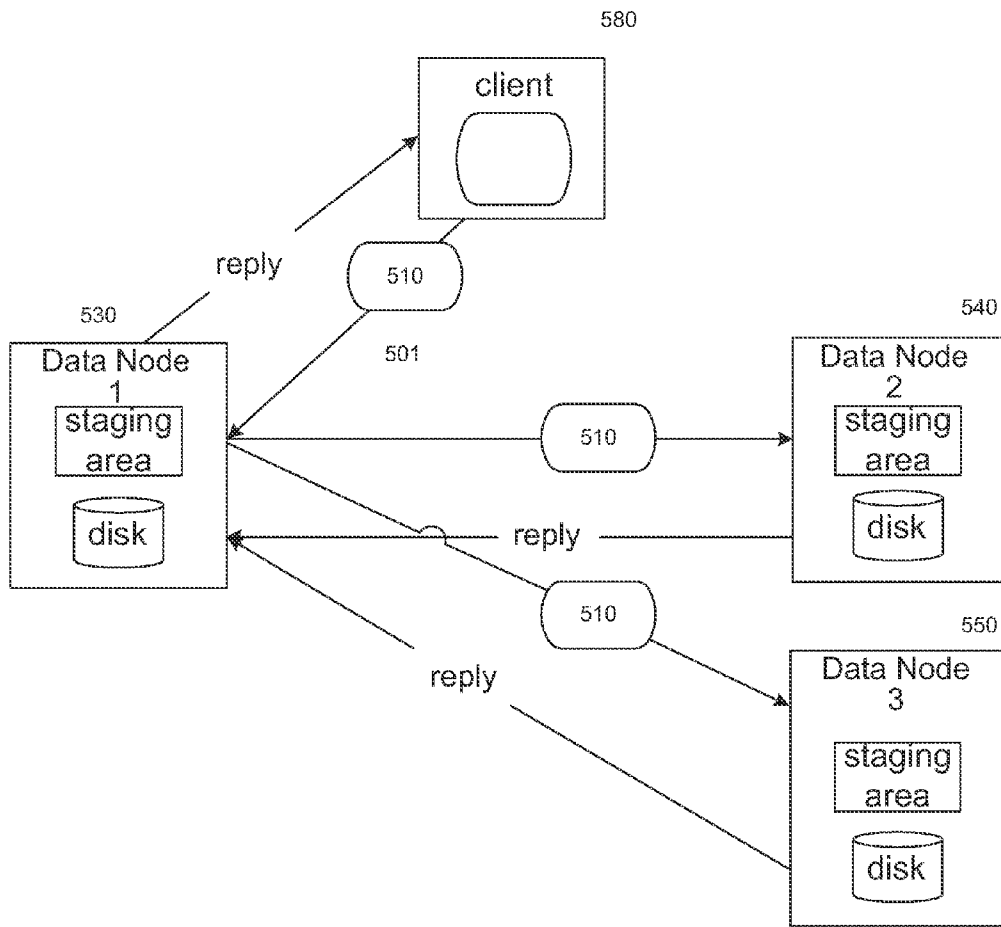 580
client
510
reply
530
501
540
Data Node
1
staging
area
disk
510
Data Node
2
staging
area
disk
reply
510
550
reply
Data Node
3
staging
area
disk